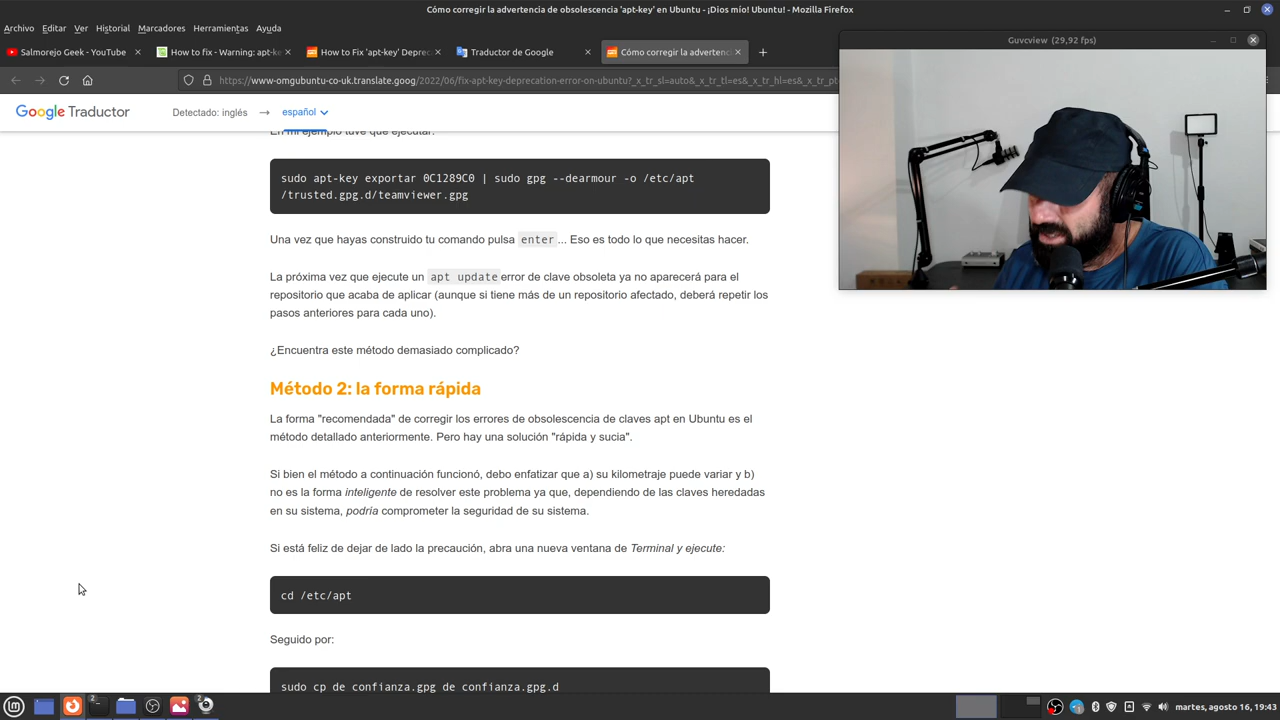 Cómo corregir la advertencia de obsolescencia 'apt-key' en Ubuntu - ¡Dios mío! Ubuntu! - Mozilla Firefox
Archivo Editar Ver Historial Marcadores Herramientas Ayuda
Salmorejo Geek - YouTube
How to fix - Warning: apt-ke
How to Fix 'apt-key' Deprec
Traductor de Google
Cómo corregir la advertenci
Guvcview (29,92 fps)
https://www-omgubuntu-co-uk.translate.goog/2022/06/fix-apt-key-deprecation-error-on-ubuntu?_x_tr_sl=auto&_x_tr_tl=es&_x_tr_hl=es&_x_tr_pt
Google Traductor
Detectado: inglés → español
En mi ejemplo tuve que ejecutar:
sudo apt-key exportar 0C1289C0 | sudo gpg --dearmour -o /etc/apt
/trusted.gpg.d/teamviewer.gpg
Una vez que hayas construido tu comando pulsa enter... Eso es todo lo que necesitas hacer.
La próxima vez que ejecute un apt update error de clave obsoleta ya no aparecerá para el
repositorio que acaba de aplicar (aunque si tiene más de un repositorio afectado, deberá repetir los
pasos anteriores para cada uno).
¿Encuentra este método demasiado complicado?
Método 2: la forma rápida
La forma "recomendada" de corregir los errores de obsolescencia de claves apt en Ubuntu es el
método detallado anteriormente. Pero hay una solución "rápida y sucia".
Si bien el método a continuación funcionó, debo enfatizar que a) su kilometraje puede variar y b)
no es la forma inteligente de resolver este problema ya que, dependiendo de las claves heredadas
en su sistema, podría comprometer la seguridad de su sistema.
Si está feliz de dejar de lado la precaución, abra una nueva ventana de Terminal y ejecute:
cd /etc/apt
Seguido por:
sudo cp de confianza.gpg de confianza.gpg.d
2
2
martes, agosto 16, 19:43